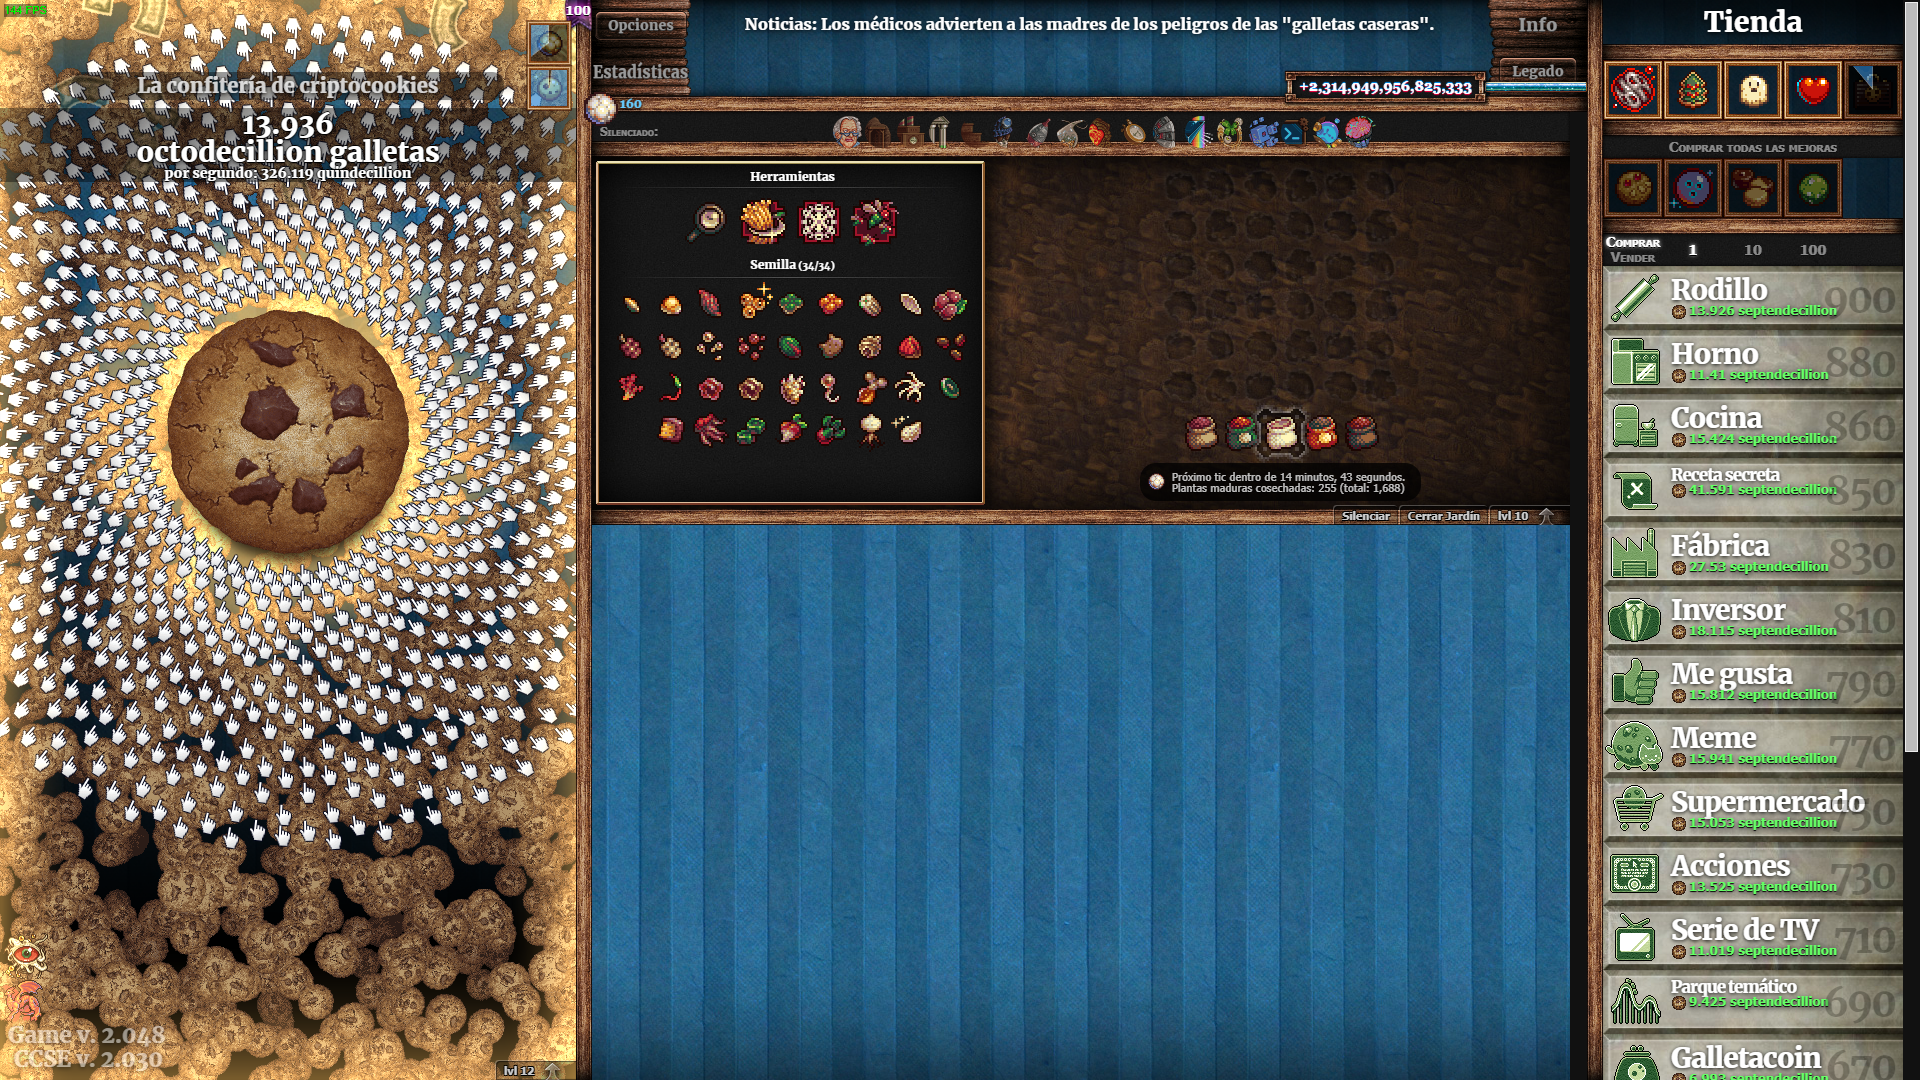 100
Opciones
Noticias: Los médicos advierten a las madres de los peligros de las "galletas caseras".
Info
Tienda
Estadísticas
Legado
La confitería de criptocookies
+2,314,949,956,825,333
160
13.936
octodecillion galletas
por segundo: 326.119 quindecillion
Silenciado:
Comprar todas las mejoras
Herramientas
Semilla (34/34)
Comprar
Vender
1
10
100
Rodillo
13.926 septendecillion
900
Horno
11.41 septendecillion
880
Cocina
15.424 septendecillion
860
Receta secreta
41.591 septendecillion
850
Próximo tic dentro de 14 minutos, 43 segundos.
Plantas maduras cosechadas: 255 (total: 1,688)
Silenciar
Cerrar Jardín
lvl 10
Fábrica
27.53 septendecillion
830
Inversor
18.115 septendecillion
810
Me gusta
15.812 septendecillion
790
Meme
15.941 septendecillion
770
Supermercado
15.053 septendecillion
Acciones
13.525 septendecillion
730
Serie de TV
11.019 septendecillion
710
Parque temático
9.425 septendecillion
690
Galletacoin
670
Game v. 2.048
CCSE v. 2.030
lvl 12